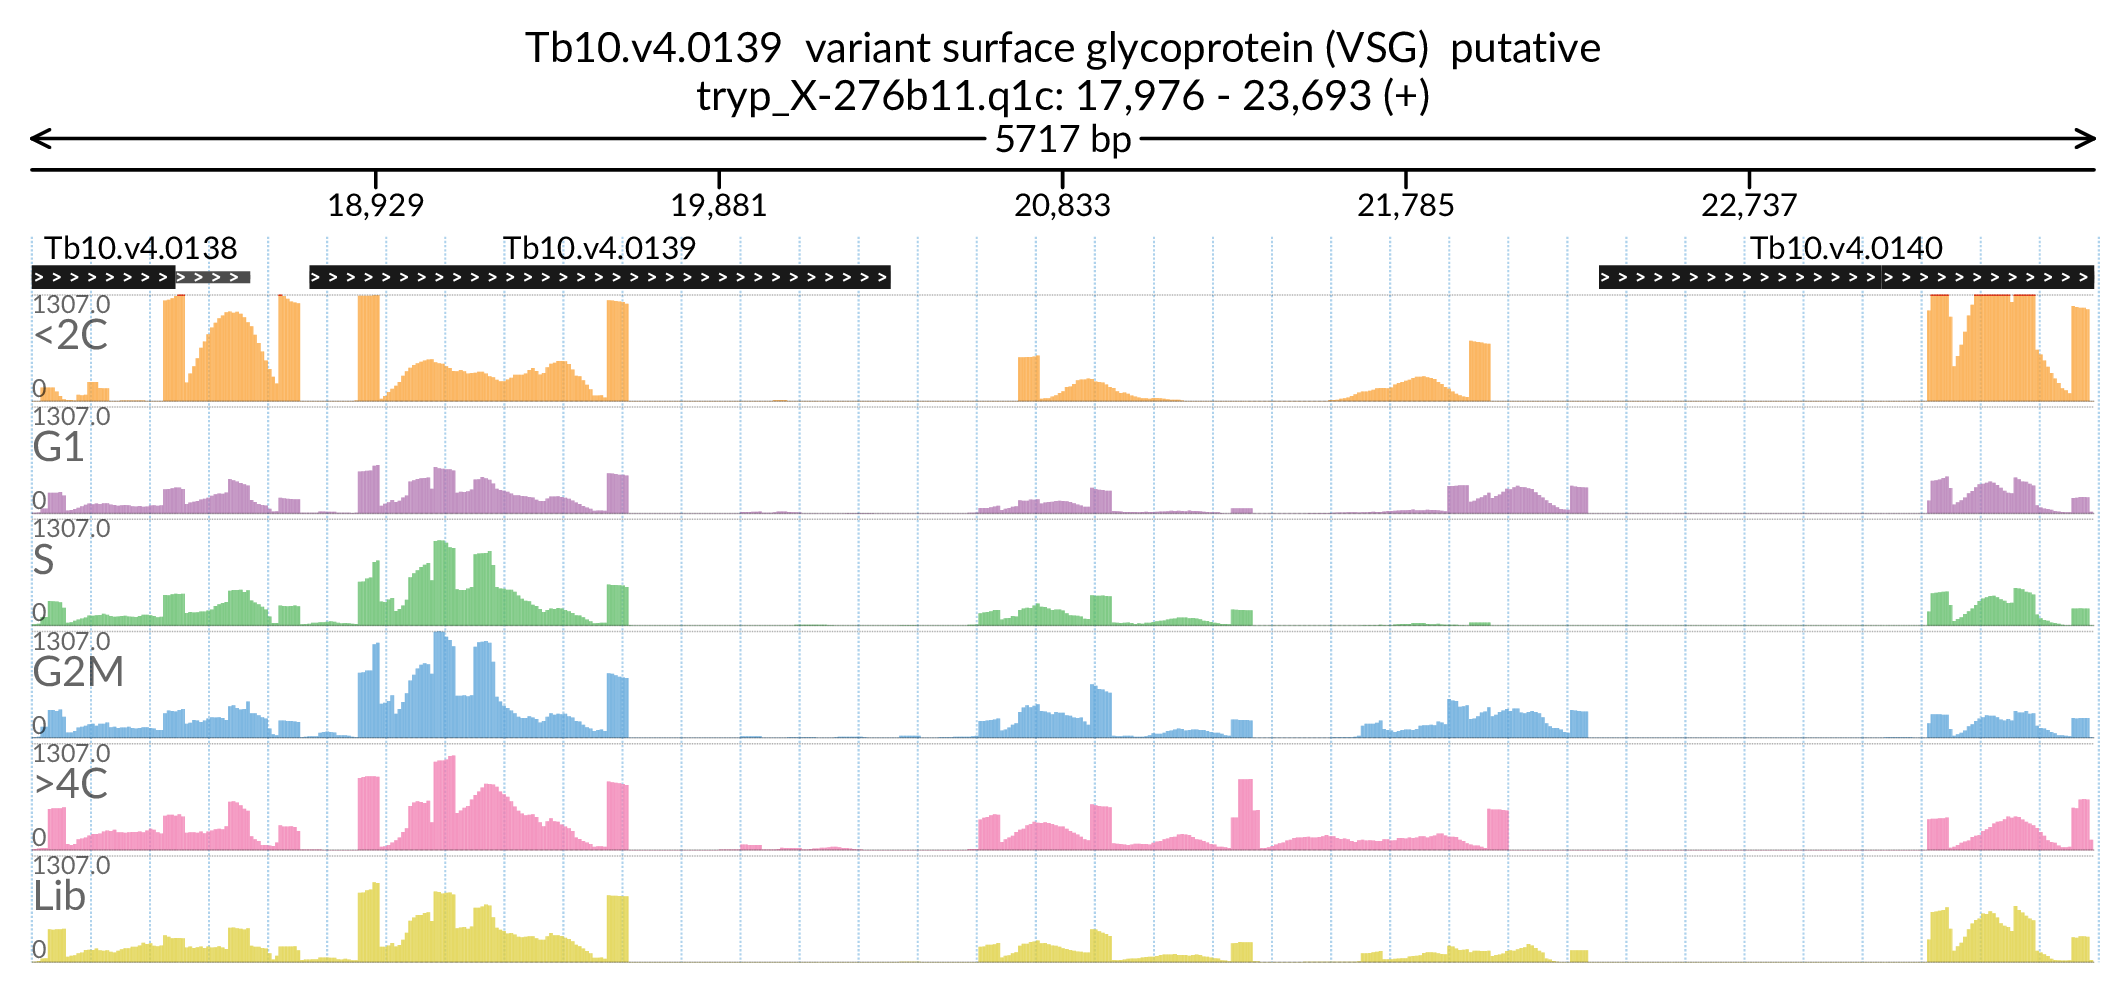 Tb10.v4.0139 variant surface glycoprotein (VSG) putative
tryp_X-276b11.q1c: 17,976 - 23,693 (+)
5717 bp
18,929 19,881 20,833 21,785 22,737
Tb10.v4.0138 Tb10.v4.0139 Tb10.v4.0140
1307.0
<2C
0
1307.0
G1
0
1307.0
S
0
1307.0
G2M
0
1307.0
>4C
0
1307.0
Lib
0